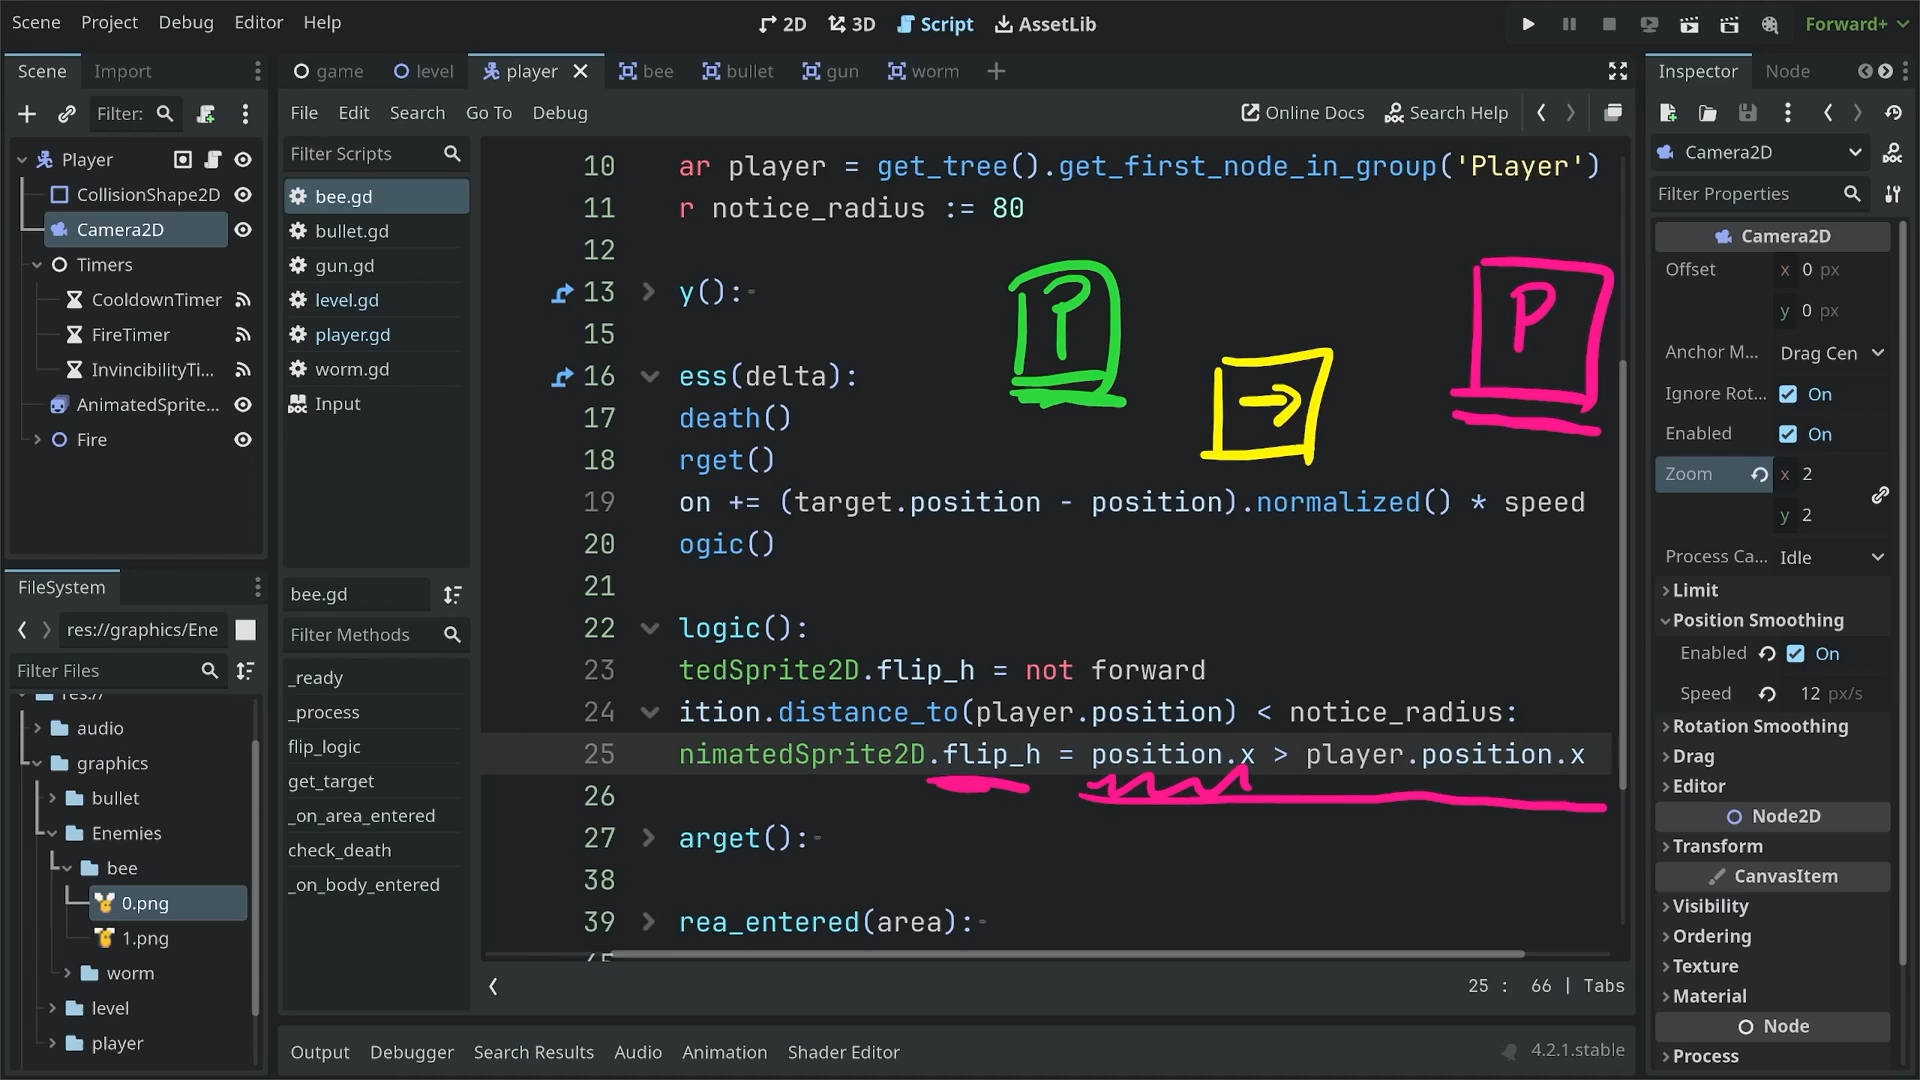 Scene Project Debug Editor Help
2D 3D Script AssetLib
Forward+
Scene Import
game level player bee bullet gun worm
Inspector Node
Filter:
File Edit Search Go To Debug
Online Docs Search Help
Player
CollisionShape2D
Camera2D
Timers
CooldownTimer
FireTimer
InvincibilityTi...
AnimatedSprite...
Fire
Filter Scripts
bee.gd
bullet.gd
gun.gd
level.gd
player.gd
worm.gd
Input
bee.gd
Filter Methods
_ready
_process
flip_logic
get_target
_on_area_entered
check_death
_on_body_entered
10 ar player = get_tree().get_first_node_in_group('Player')
11 r notice_radius := 80
12
13 y():
15
16 ess(delta):
17 death()
18 rget()
19 on += (target.position - position).normalized() * speed
20 ogic()
21
22 logic():
23 tedSprite2D.flip_h = not forward
24 ition.distance_to(player.position) < notice_radius:
25 nimatedSprite2D.flip_h = position.x > player.position.x
26
27 arget():
38
39 rea_entered(area):
P
P
25 : 66 | Tabs
FileSystem
res://graphics/Ene
Filter Files
res://
audio
graphics
bullet
Enemies
bee
0.png
1.png
worm
level
player
Output Debugger Search Results Audio Animation Shader Editor
4.2.1.stable
Camera2D
Filter Properties
Camera2D
Offset x 0 px
y 0 px
Anchor M... Drag Cen
Ignore Rot... On
Enabled On
Zoom x 2
y 2
Process Ca... Idle
Limit
Position Smoothing
Enabled On
Speed 12 px/s
Rotation Smoothing
Drag
Editor
Node2D
Transform
CanvasItem
Visibility
Ordering
Texture
Material
Node
Process